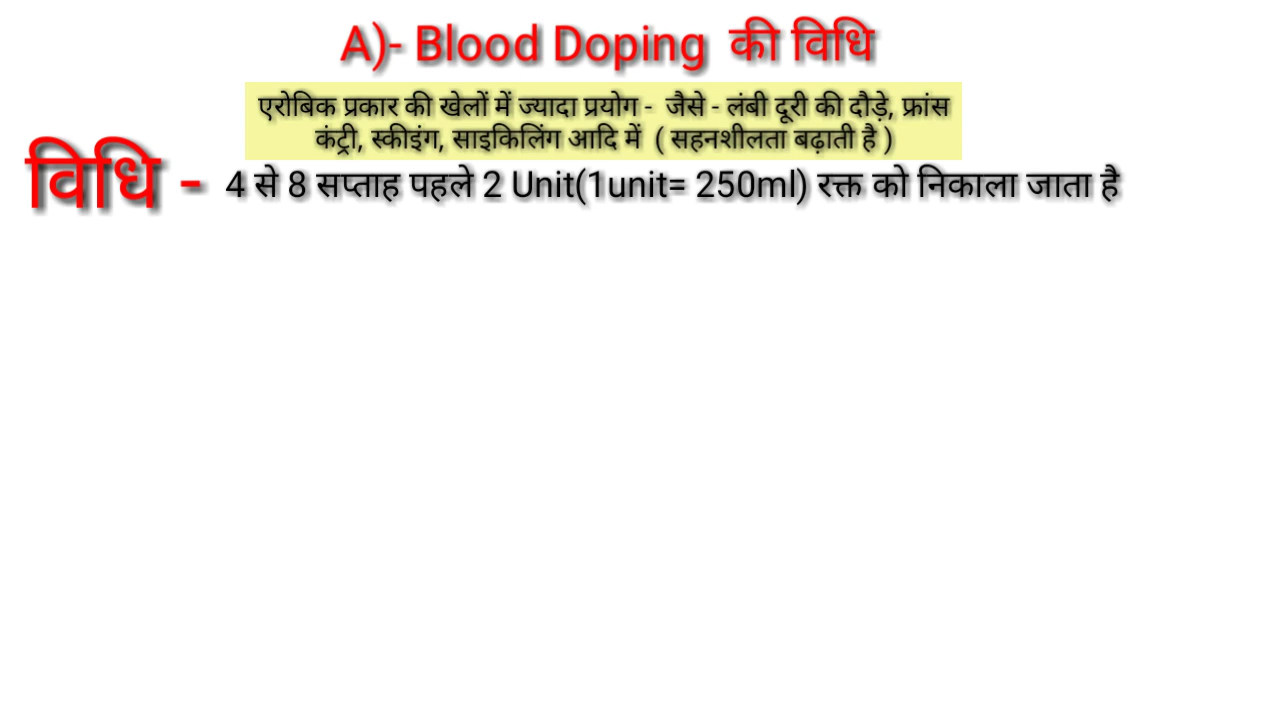 A)- Blood Doping की विधि
एरोबिक प्रकार की खेलों में ज्यादा प्रयोग - जैसे - लंबी दूरी की दौड़े, फ्रांस
कंट्री, स्कीइंग, साइकिलिंग आदि में ( सहनशीलता बढ़ाती है )
विधि - 4 से 8 सप्ताह पहले 2 Unit(1unit= 250ml) रक्त को निकाला जाता है